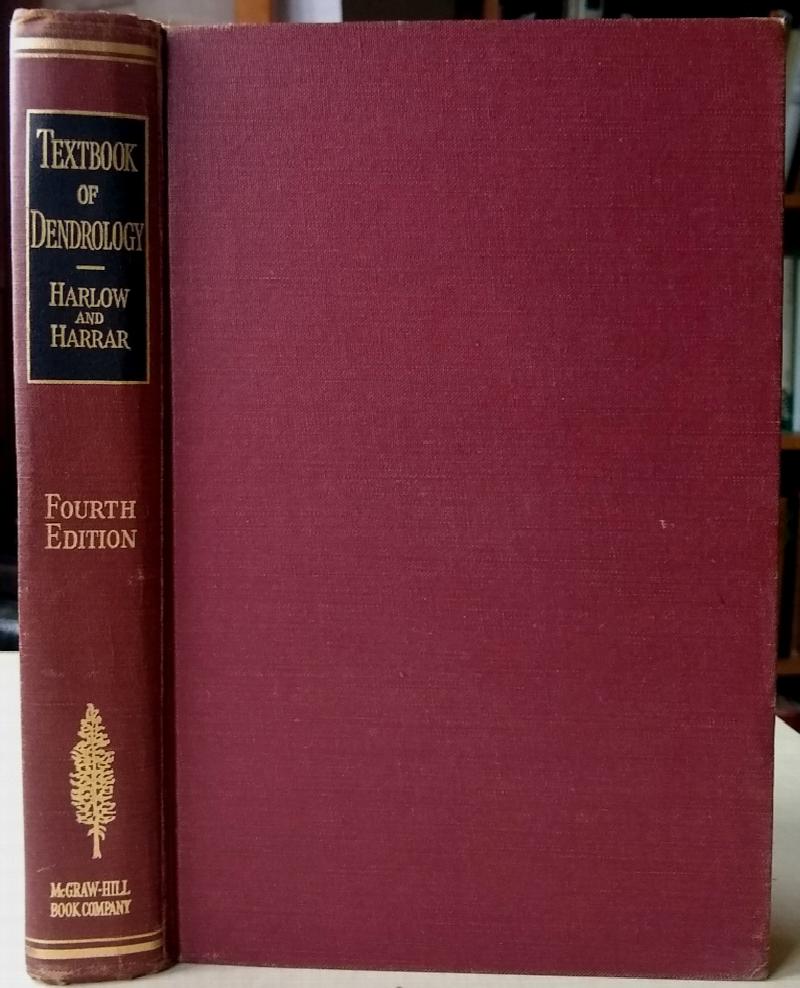 TEXTBOOK
OF
DENDROLOGY
HARLOW
AND
HARRAR
FOURTH
EDITION
McGRAW-HILL
BOOK COMPANY